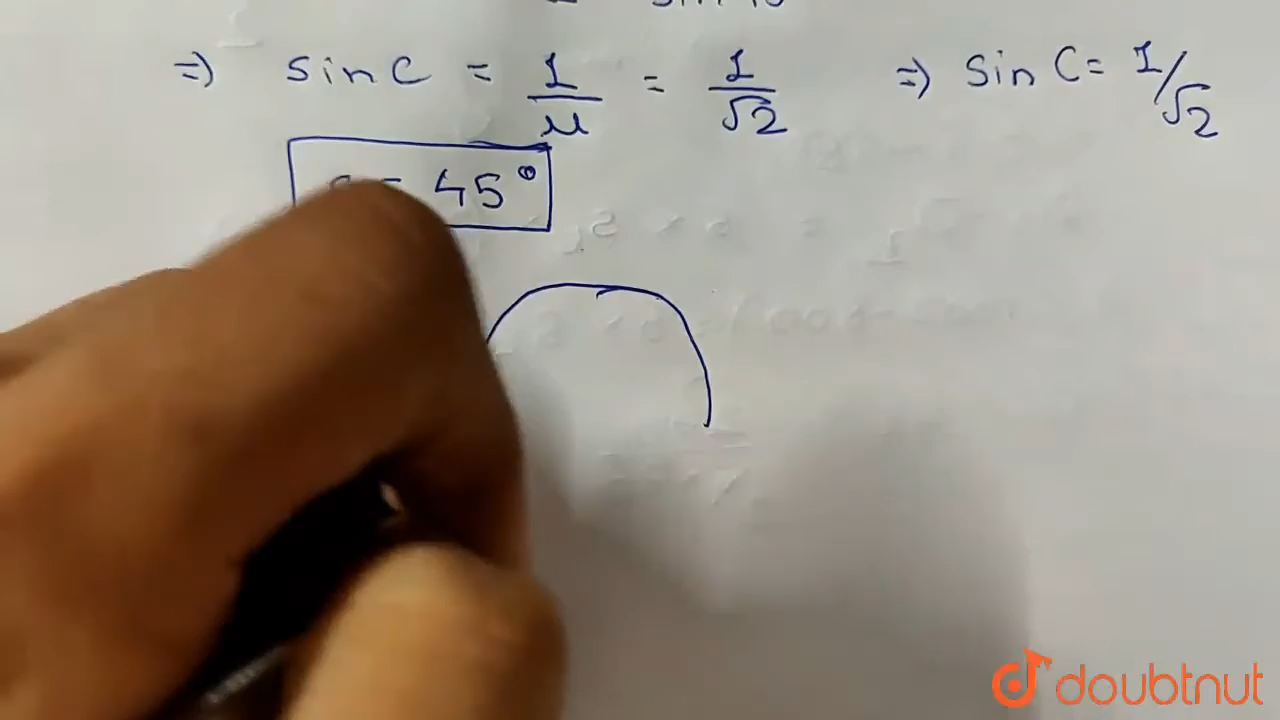 ⇒ sin C = 1/μ = 1/√2 ⇒ Sin C = 1/√2
= 45°
doubtnut